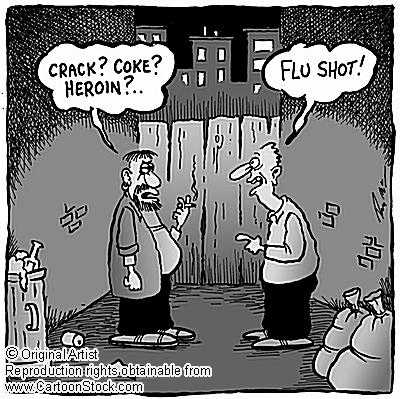 CRACK? COKE?
HEROIN?..
FLU SHOT!
© Original Artist
Reproduction rights obtainable from
www.CartoonStock.com